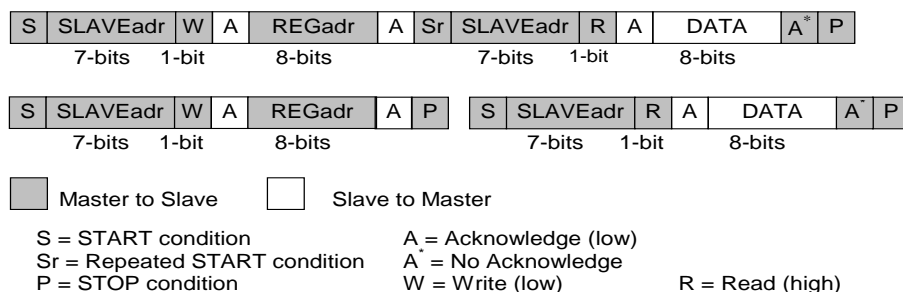 S SLAVEadr W A REGadr A Sr SLAVEadr R A DATA A* P
7-bits 1-bit 8-bits 7-bits 1-bit 8-bits
S SLAVEadr W A REGadr A P S SLAVEadr R A DATA A* P
7-bits 1-bit 8-bits 7-bits 1-bit 8-bits
Master to Slave Slave to Master
S = START condition A = Acknowledge (low)
Sr = Repeated START condition A* = No Acknowledge
P = STOP condition W = Write (low) R = Read (high)